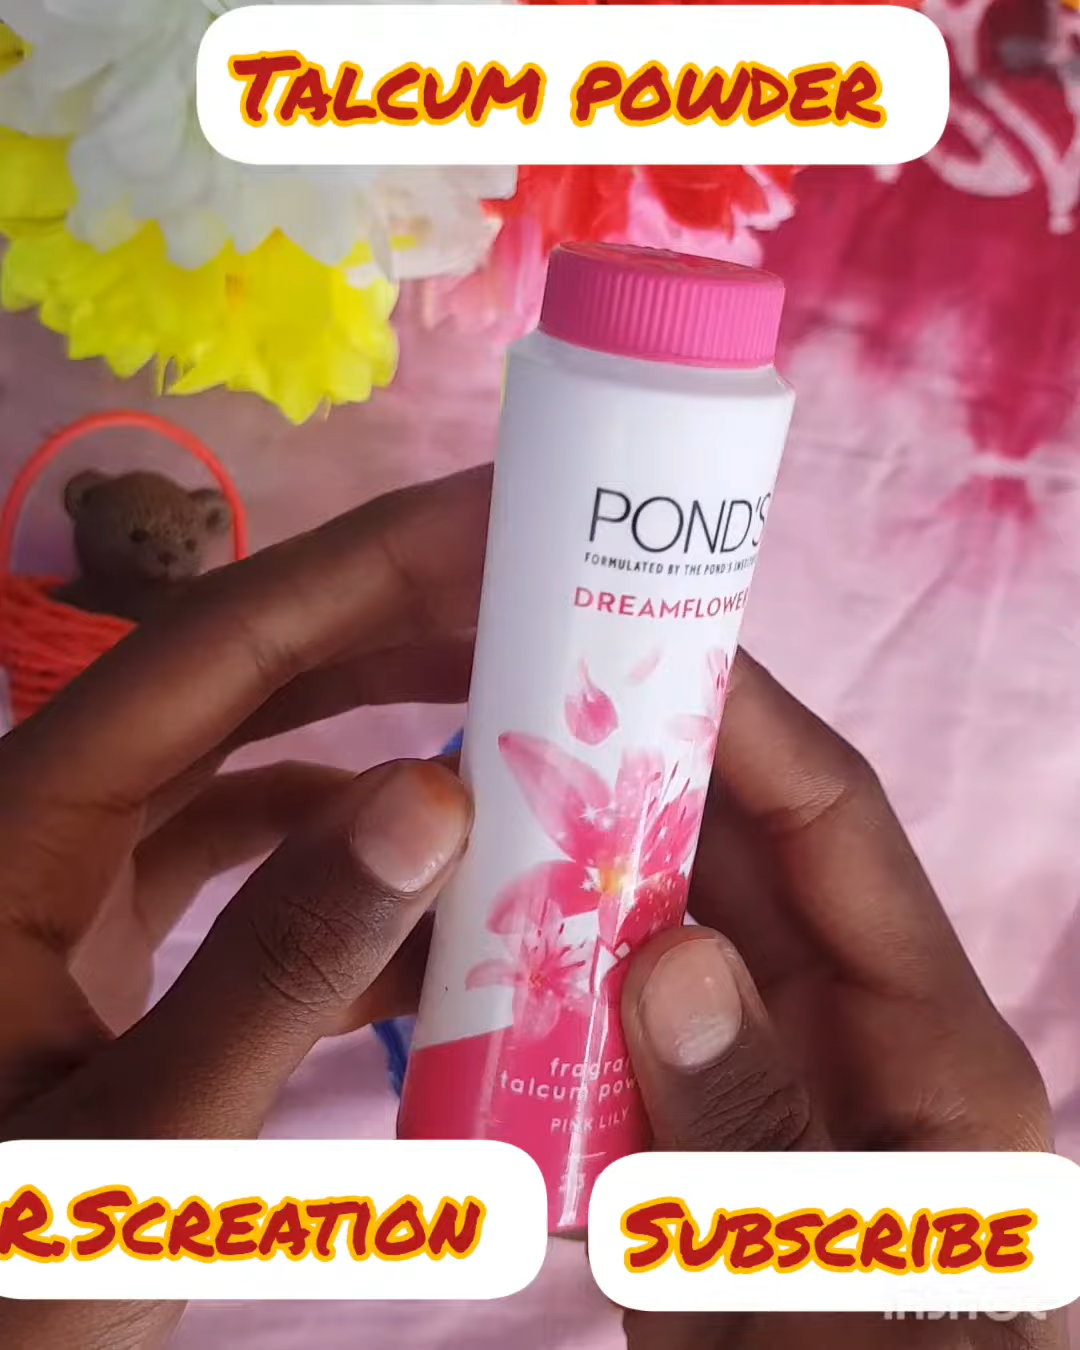 TALCUM POWDER
POND'S
FORMULATED BY THE POND'S
DREAMFLOWER
talcum
PINK LILY
R.SCREATION
SUBSCRIBE